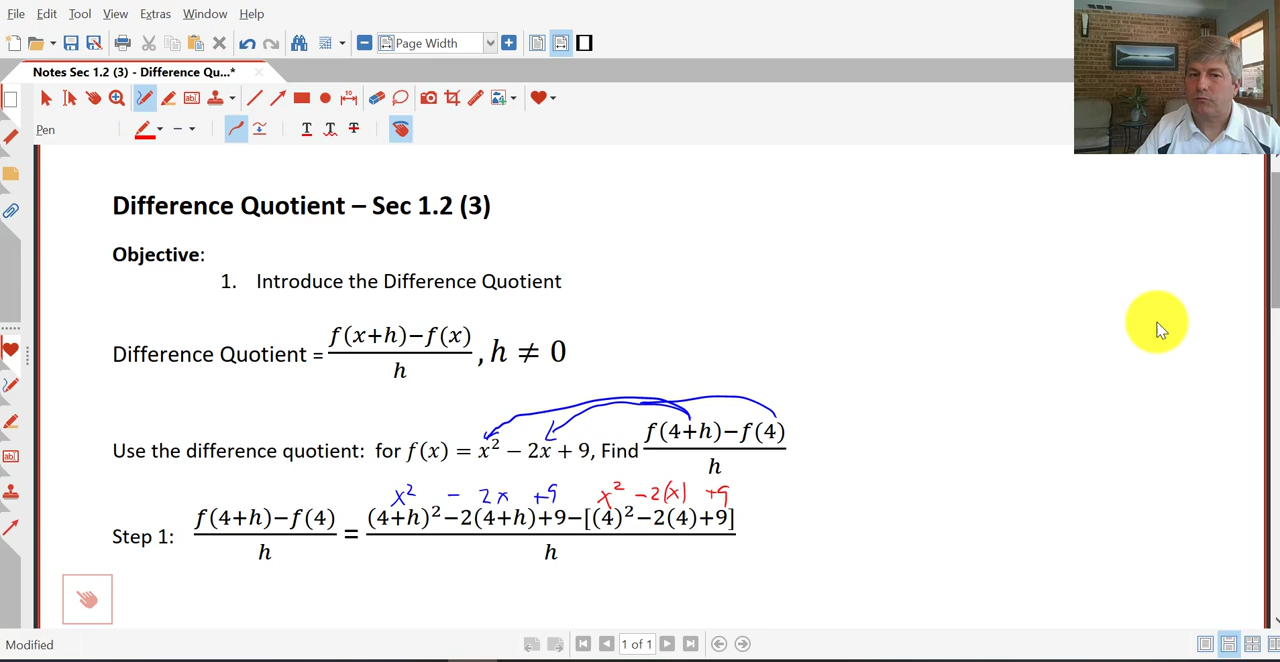 File Edit Tool View Extras Window Help
Page Width
Notes Sec 1.2 (3) - Difference Qu...*
Pen
Difference Quotient – Sec 1.2 (3)
Objective:
1. Introduce the Difference Quotient
Difference Quotient = f(x+h)−f(x) / h , h ≠ 0
Use the difference quotient: for f(x) = x² − 2x + 9, Find f(4+h)−f(4) / h
x² − 2x +9 x² −2(x) +9
Step 1: f(4+h)−f(4) / h = (4+h)²−2(4+h)+9−[(4)²−2(4)+9] / h
Modified
1 of 1